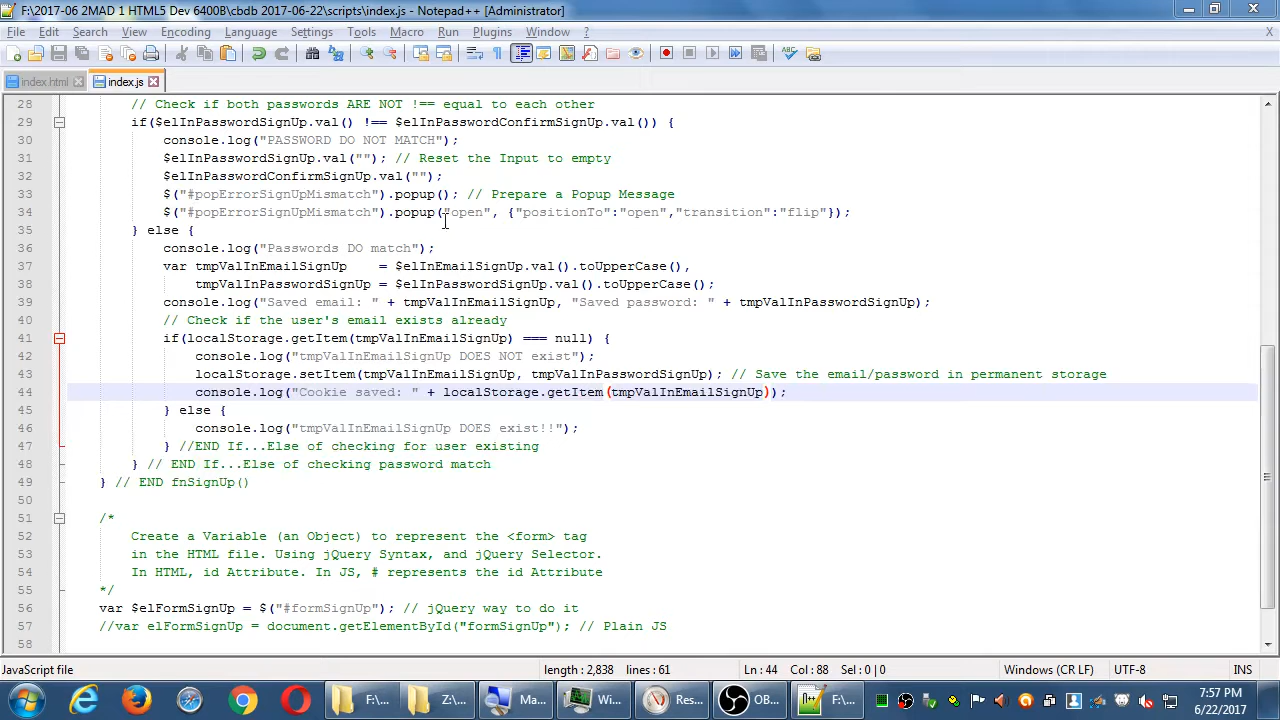 F:\2017-06 2MAD 1 HTML5 Dev 6400B\cbdb 2017-06-22\scripts\index.js - Notepad++ [Administrator]
File Edit Search View Encoding Language Settings Tools Macro Run Plugins Window ? X
index.html index.js
28 // Check if both passwords ARE NOT !== equal to each other
29 if($elInPasswordSignUp.val() !== $elInPasswordConfirmSignUp.val()) {
30 console.log("PASSWORD DO NOT MATCH");
31 $elInPasswordSignUp.val(""); // Reset the Input to empty
32 $elInPasswordConfirmSignUp.val("");
33 $("#popErrorSignUpMismatch").popup(); // Prepare a Popup Message
34 $("#popErrorSignUpMismatch").popup("open", {"positionTo":"open","transition":"flip"});
35 } else {
36 console.log("Passwords DO match");
37 var tmpValInEmailSignUp = $elInEmailSignUp.val().toUpperCase(),
38 tmpValInPasswordSignUp = $elInPasswordSignUp.val().toUpperCase();
39 console.log("Saved email: " + tmpValInEmailSignUp, "Saved password: " + tmpValInPasswordSignUp);
40 // Check if the user's email exists already
41 if(localStorage.getItem(tmpValInEmailSignUp) === null) {
42 console.log("tmpValInEmailSignUp DOES NOT exist");
43 localStorage.setItem(tmpValInEmailSignUp, tmpValInPasswordSignUp); // Save the email/password in permanent storage
44 console.log("Cookie saved: " + localStorage.getItem(tmpValInEmailSignUp));
45 } else {
46 console.log("tmpValInEmailSignUp DOES exist!!");
47 } //END If...Else of checking for user existing
48 } // END If...Else of checking password match
49 } // END fnSignUp()
50
51 /*
52 Create a Variable (an Object) to represent the <form> tag
53 in the HTML file. Using jQuery Syntax, and jQuery Selector.
54 In HTML, id Attribute. In JS, # represents the id Attribute
55 */
56 var $elFormSignUp = $("#formSignUp"); // jQuery way to do it
57 //var elFormSignUp = document.getElementById("formSignUp"); // Plain JS
58
JavaScript file length : 2,838 lines : 61 Ln : 44 Col : 88 Sel : 0 | 0 Windows (CR LF) UTF-8 INS
F:\... Z:\... Ma... Wi... Res... OB... F:\... 7:57 PM
6/22/2017